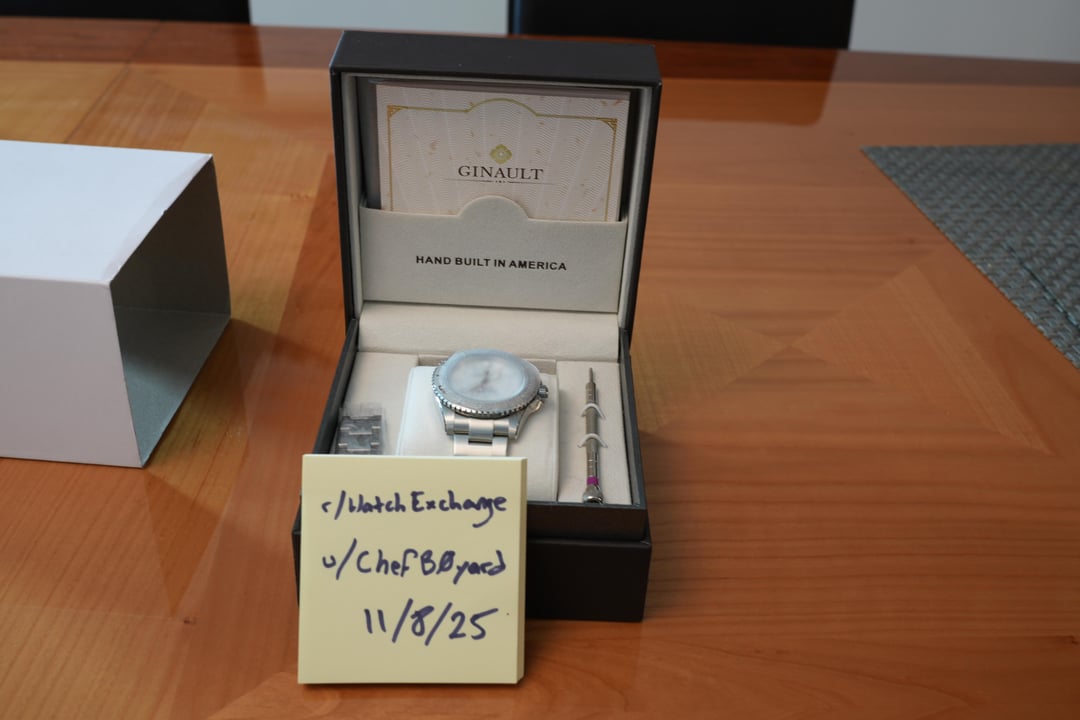 GINAULT
HAND BUILT IN AMERICA
r/WatchExchange
u/ChefB0yard
11/8/25